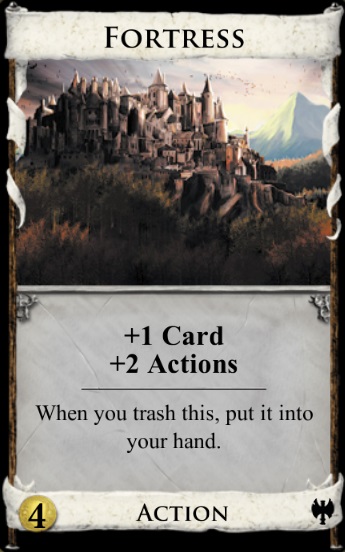 Fortress
+1 Card
+2 Actions
When you trash this, put it into
your hand.
4
Action